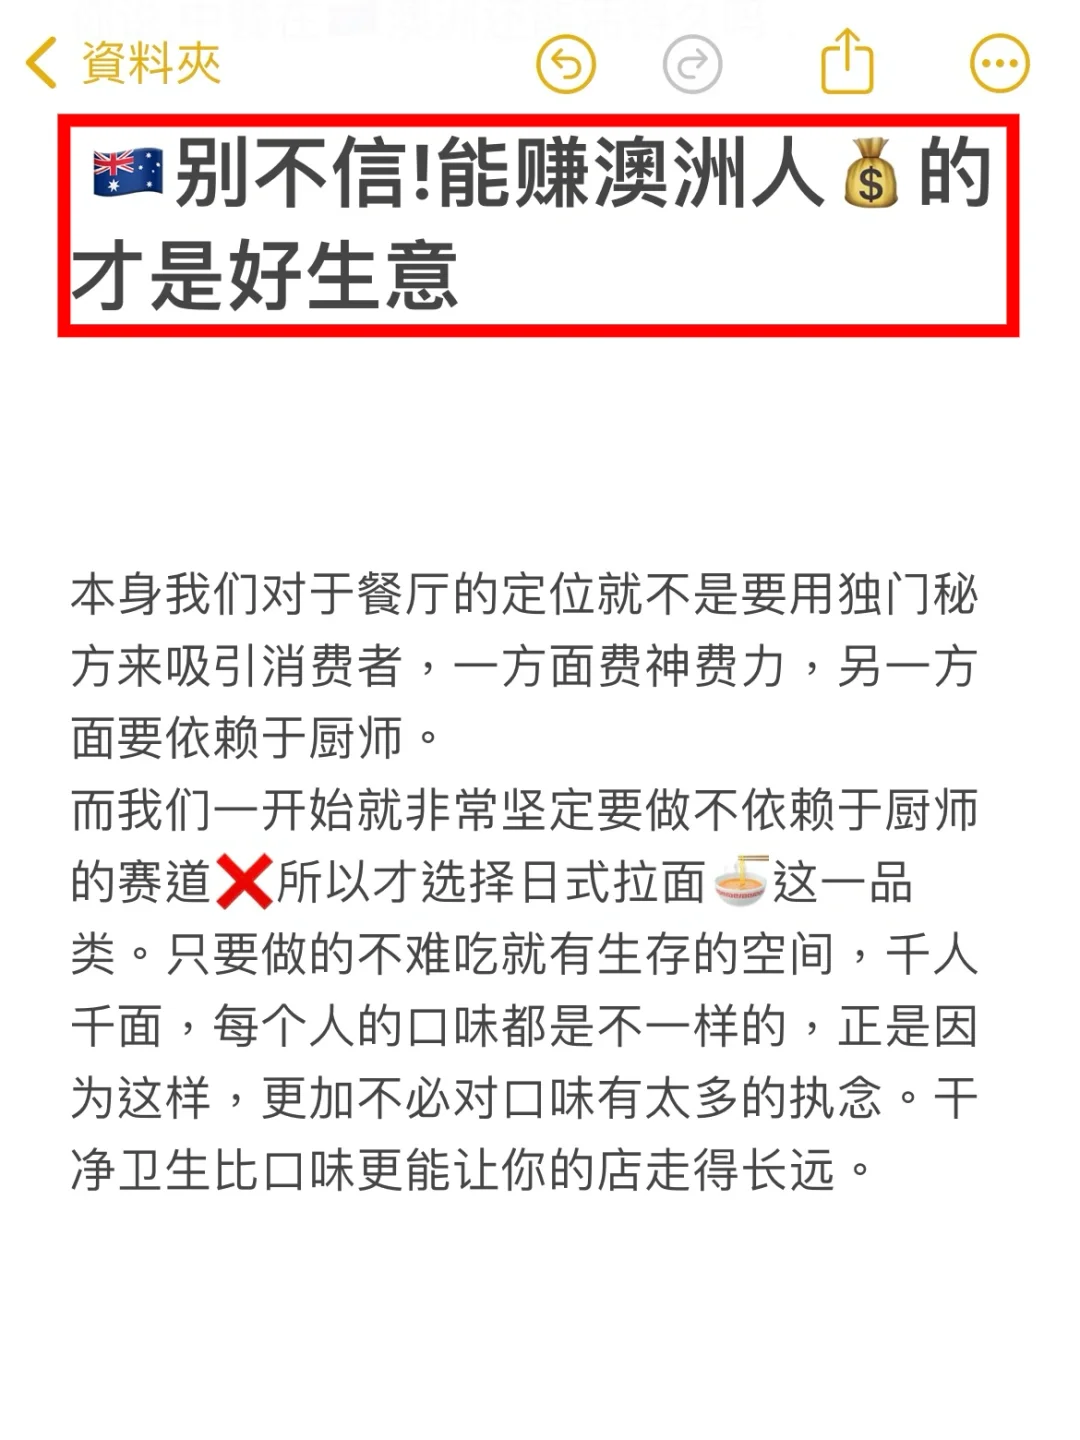 資料夾
🇦🇺别不信!能赚澳洲人💰的
才是好生意
本身我们对于餐厅的定位就不是要用独门秘
方来吸引消费者，一方面费神费力，另一方
面要依赖于厨师。
而我们一开始就非常坚定要做不依赖于厨师
的赛道❌所以才选择日式拉面🍜这一品
类。只要做的不难吃就有生存的空间，千人
千面，每个人的口味都是不一样的，正是因
为这样，更加不必对口味有太多的执念。干
净卫生比口味更能让你的店走得长远。